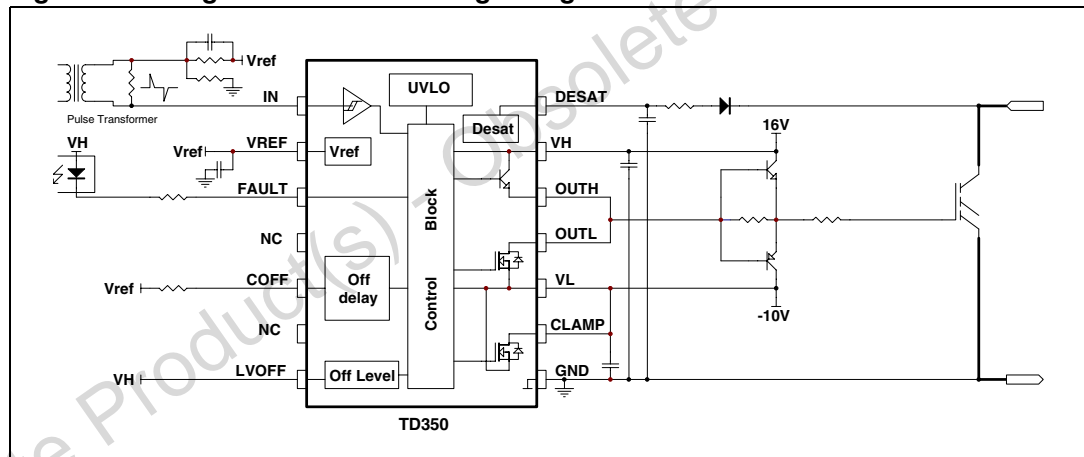 UVLO
Vref
IN
DESAT
Pulse Transformer
Desat
VH
16V
Vref
VREF
Vref
VH
FAULT
OUTH
Block
NC
OUTL
Vref
COFF
Off
delay
VL
-10V
Control
NC
CLAMP
VH
LVOFF
Off Level
GND
TD350
Product(s) - Obsolete